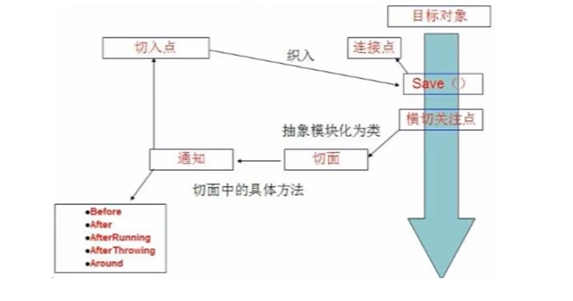 目标对象
切入点
连接点
织入
Save（）
横切关注点
抽象模块化为类
通知
切面
切面中的具体方法
●Before
●After
●AfterRunning
●AfterThrowing
●Around